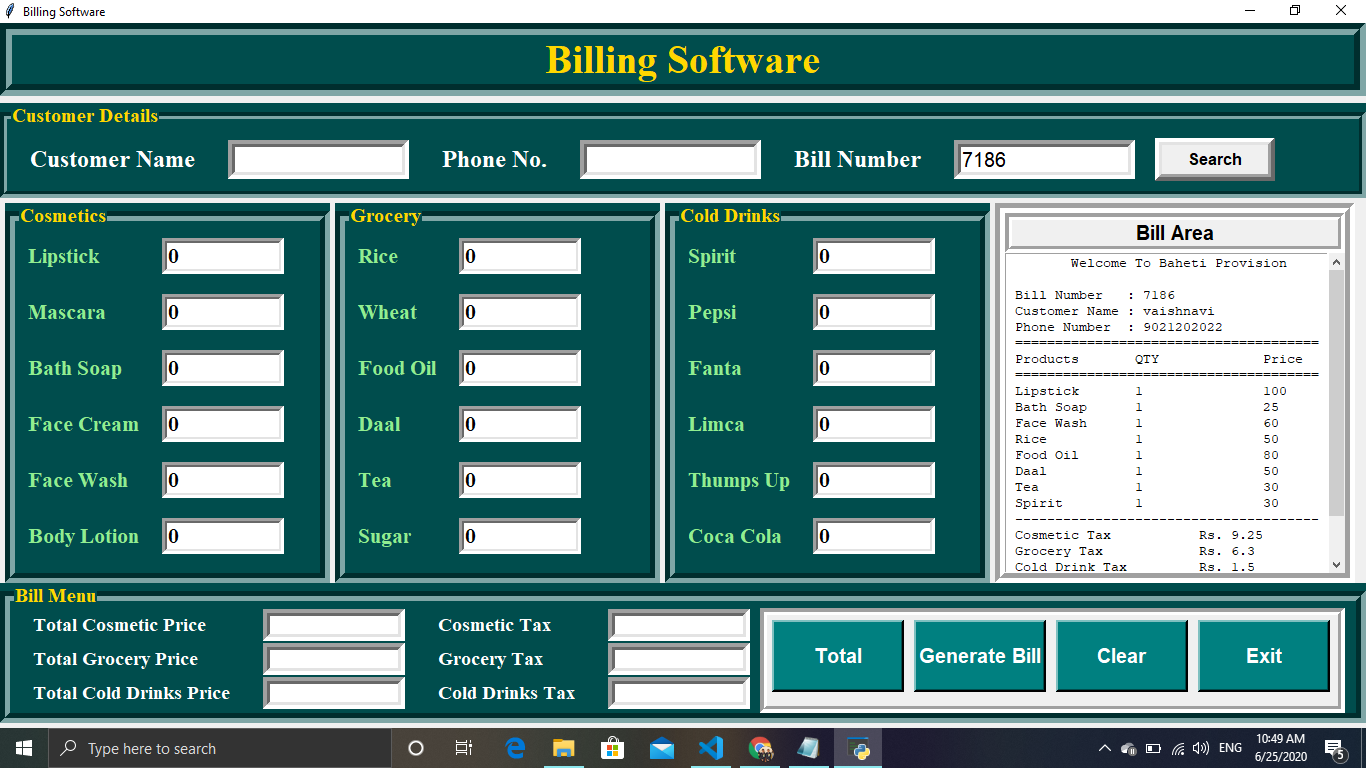 Billing Software
Billing Software
Customer Details
Customer Name Phone No. Bill Number 7186 Search
Cosmetics
Lipstick 0
Mascara 0
Bath Soap 0
Face Cream 0
Face Wash 0
Body Lotion 0
Grocery
Rice 0
Wheat 0
Food Oil 0
Daal 0
Tea 0
Sugar 0
Cold Drinks
Spirit 0
Pepsi 0
Fanta 0
Limca 0
Thumps Up 0
Coca Cola 0
Bill Area
Welcome To Baheti Provision
Bill Number : 7186
Customer Name : vaishnavi
Phone Number : 9021202022
======================================
Products QTY Price
======================================
Lipstick 1 100
Bath Soap 1 25
Face Wash 1 60
Rice 1 50
Food Oil 1 80
Daal 1 50
Tea 1 30
Spirit 1 30
--------------------------------------
Cosmetic Tax Rs. 9.25
Grocery Tax Rs. 6.3
Cold Drink Tax Rs. 1.5
Bill Menu
Total Cosmetic Price Cosmetic Tax
Total Grocery Price Grocery Tax
Total Cold Drinks Price Cold Drinks Tax
Total Generate Bill Clear Exit
Type here to search
ENG
10:49 AM
6/25/2020
5